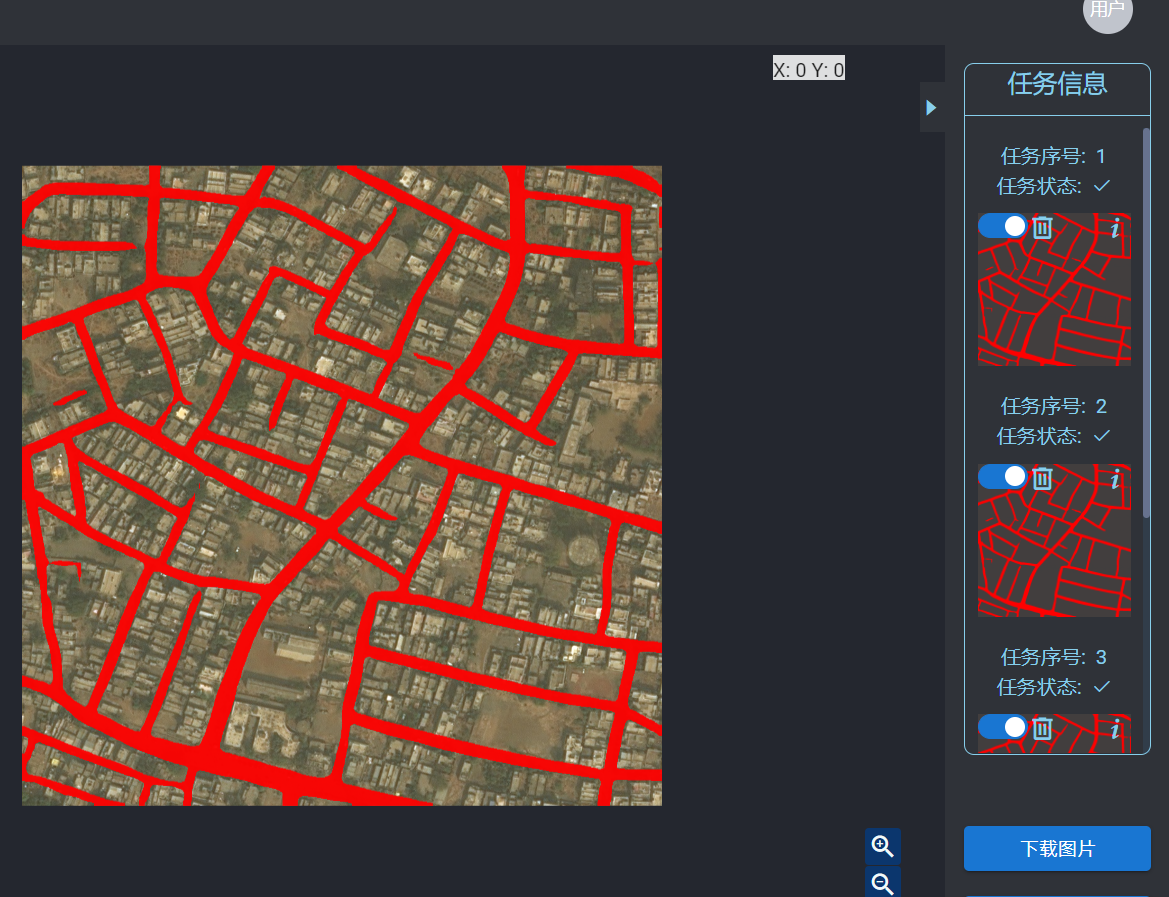 用户
X: 0 Y: 0
任务信息
任务序号: 1
任务状态: ✓
i
任务序号: 2
任务状态: ✓
i
任务序号: 3
任务状态: ✓
i
下载图片